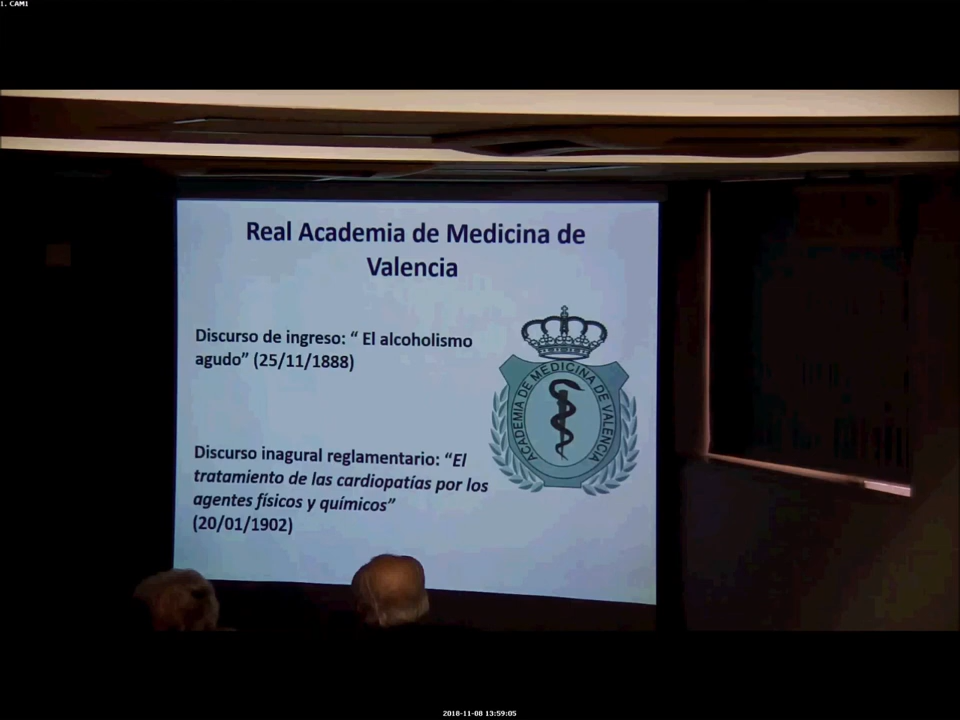 1. CAM1
Real Academia de Medicina de
Valencia
Discurso de ingreso: “ El alcoholismo
agudo” (25/11/1888)
ACADEMIA DE MEDICINA DE VALENCIA
Discurso inagural reglamentario: “El
tratamiento de las cardiopatías por los
agentes físicos y químicos”
(20/01/1902)
2018-11-08 13:59:05